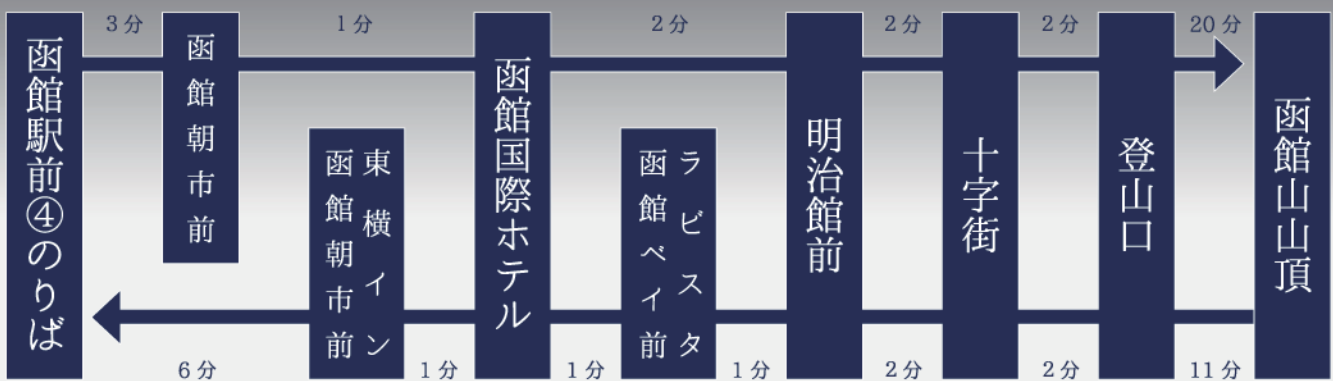 3分
1分
2分
2分
2分
20分
函館駅前④のりば
函館朝市前
東横イン
函館朝市前
函館国際ホテル
ラビスタ
函館ベイ前
明治館前
十字街
登山口
函館山山頂
6分
1分
1分
1分
2分
2分
11分